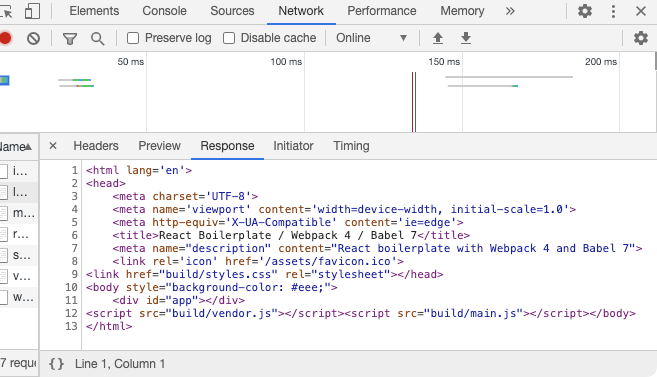 Elements Console Sources Network Performance Memory »
Preserve log Disable cache Online ▼
50 ms 100 ms 150 ms 200 ms
Name ▲ × Headers Preview Response Initiator Timing
i...
l...
m...
r...
s...
v...
w...
1 <html lang='en'>
2 <head>
3 <meta charset='UTF-8'>
4 <meta name='viewport' content='width=device-width, initial-scale=1.0'>
5 <meta http-equiv='X-UA-Compatible' content='ie=edge'>
6 <title>React Boilerplate / Webpack 4 / Babel 7</title>
7 <meta name="description" content="React boilerplate with Webpack 4 and Babel 7">
8 <link rel='icon' href='/assets/favicon.ico'>
9 <link href="build/styles.css" rel="stylesheet"></head>
10 <body style="background-color: #eee;">
11 <div id="app"></div>
12 <script src="build/vendor.js"></script><script src="build/main.js"></script></body>
13 </html>
7 reque
{} Line 1, Column 1